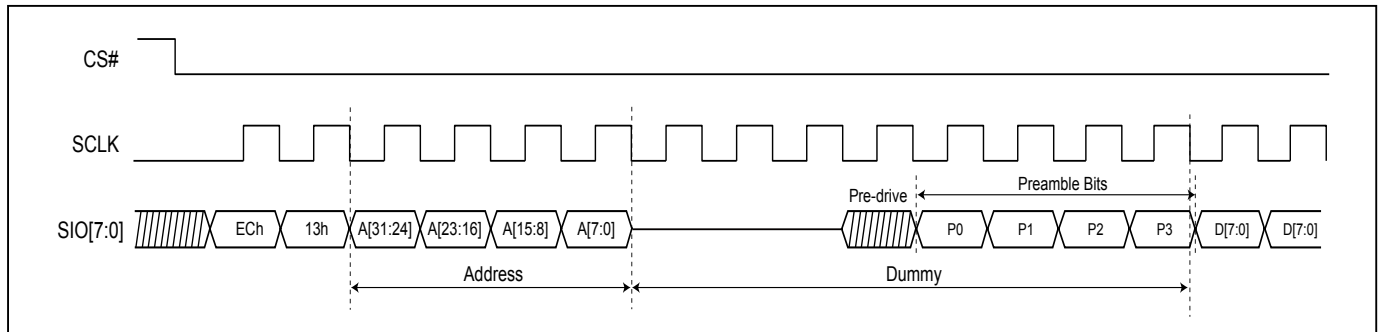 CS#
SCLK
Pre-drive
Preamble Bits
SIO[7:0]
ECh
13h
A[31:24]
A[23:16]
A[15:8]
A[7:0]
P0
P1
P2
P3
D[7:0]
D[7:0]
Address
Dummy